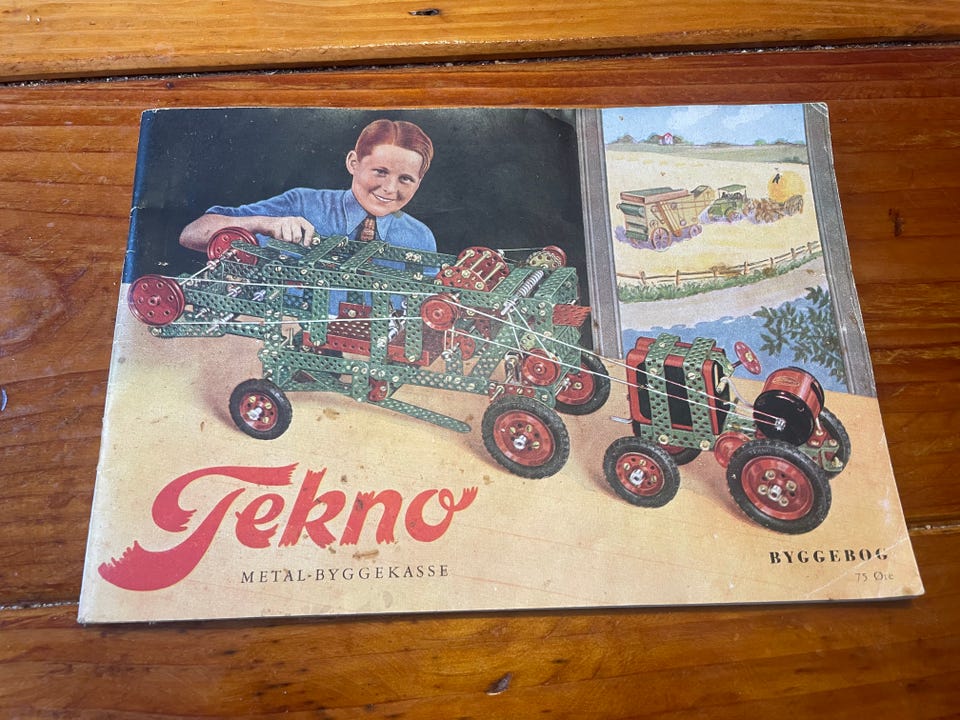 Tekno
METAL-BYGGEKASSE
BYGGEBOG
75 Øre